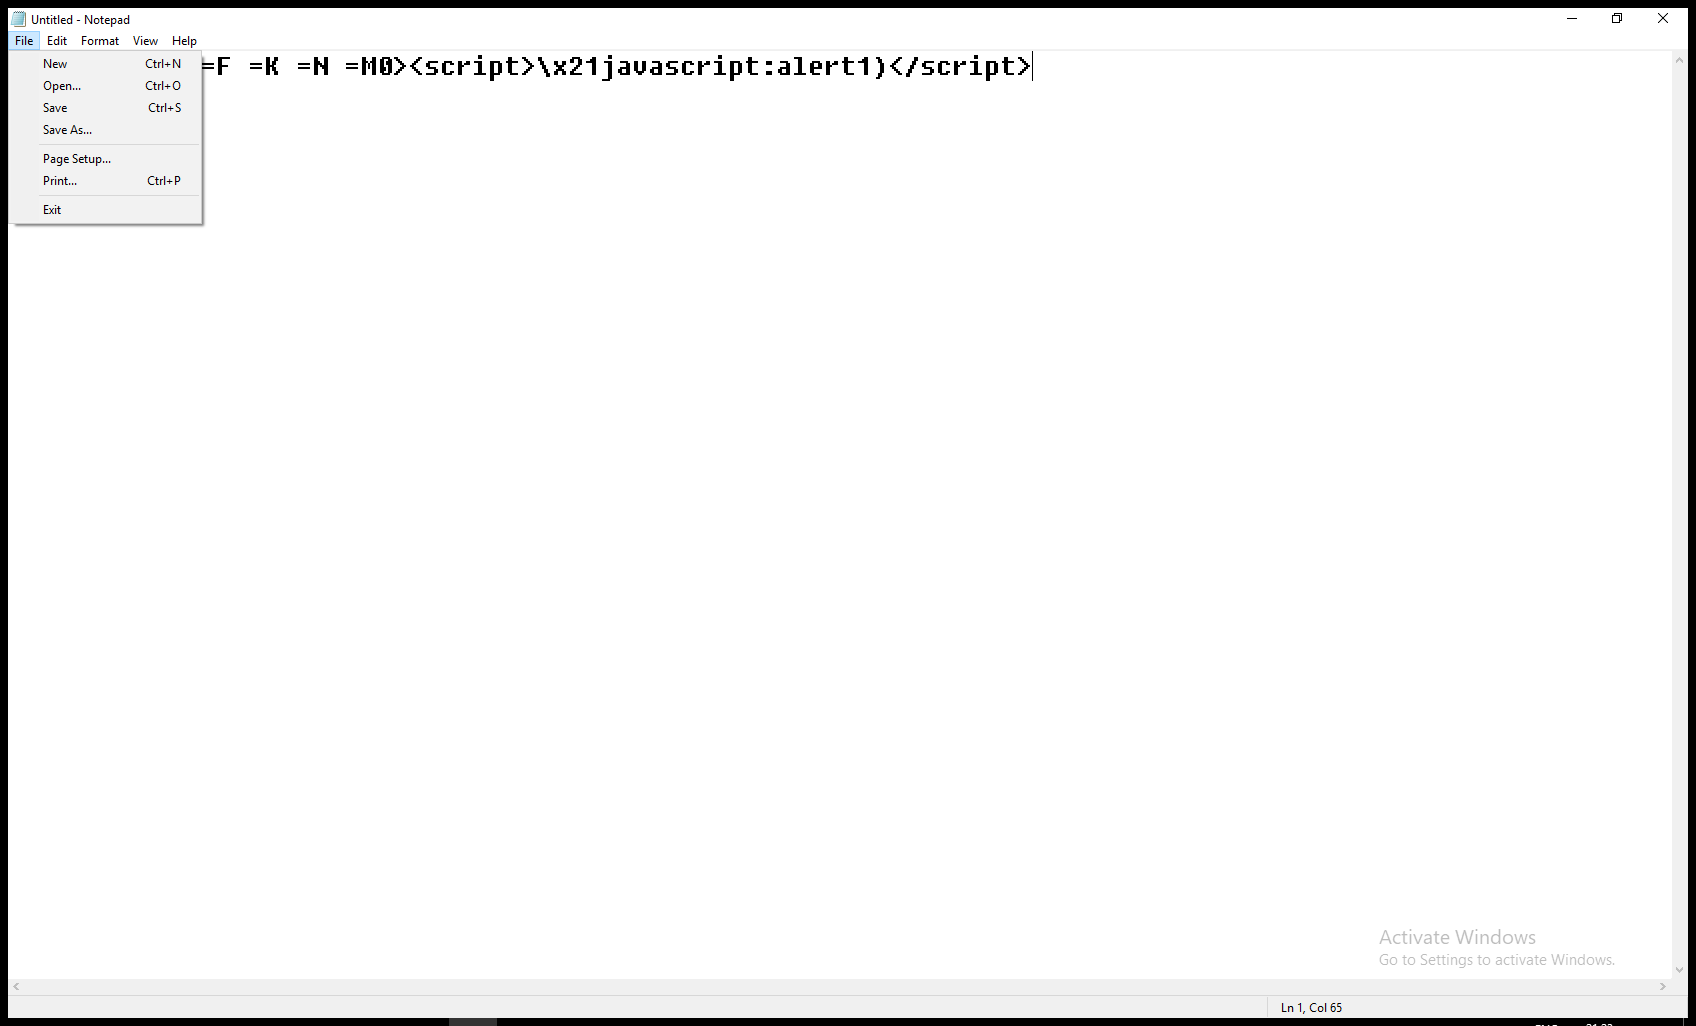 Untitled - Notepad
File Edit Format View Help
=F =K =N =M0><script>\x21javascript:alert1)</script>
New Ctrl+N
Open... Ctrl+O
Save Ctrl+S
Save As...
Page Setup...
Print... Ctrl+P
Exit
Activate Windows
Go to Settings to activate Windows.
Ln 1, Col 65